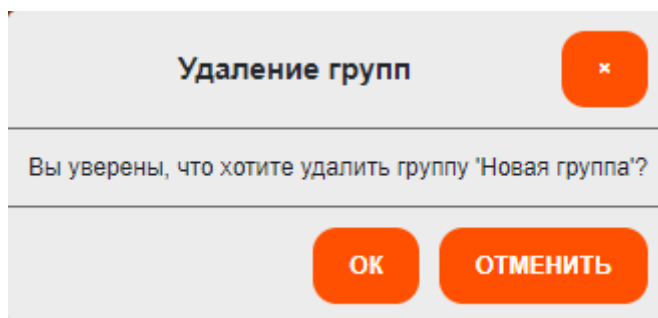 Удаление групп
×
Вы уверены, что хотите удалить группу 'Новая группа'?
ОК
ОТМЕНИТЬ